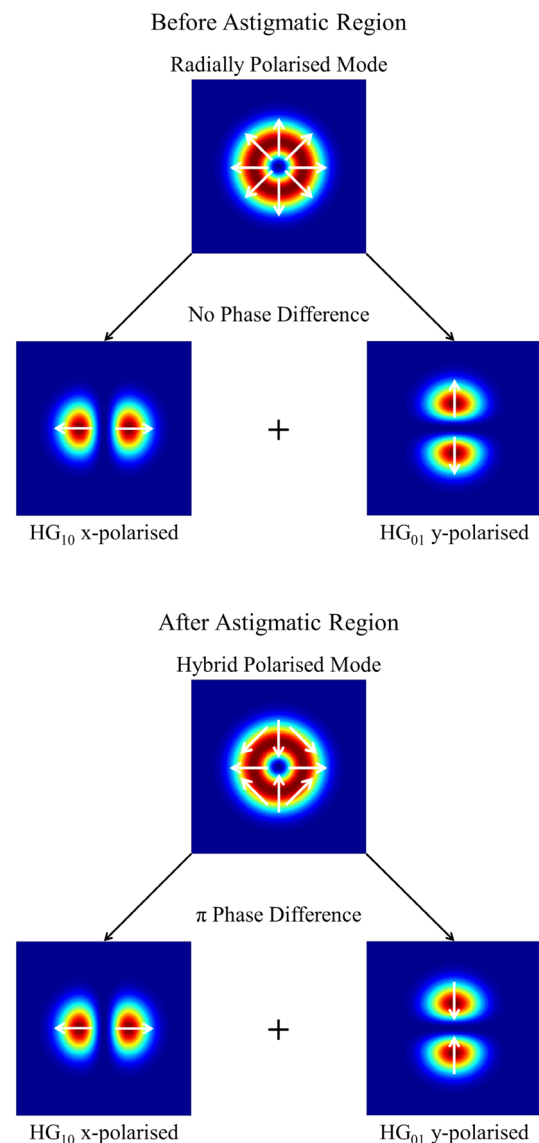 Before Astigmatic Region
Radially Polarised Mode
No Phase Difference
+
HG₁₀ x-polarised
HG₀₁ y-polarised
After Astigmatic Region
Hybrid Polarised Mode
π Phase Difference
+
HG₁₀ x-polarised
HG₀₁ y-polarised